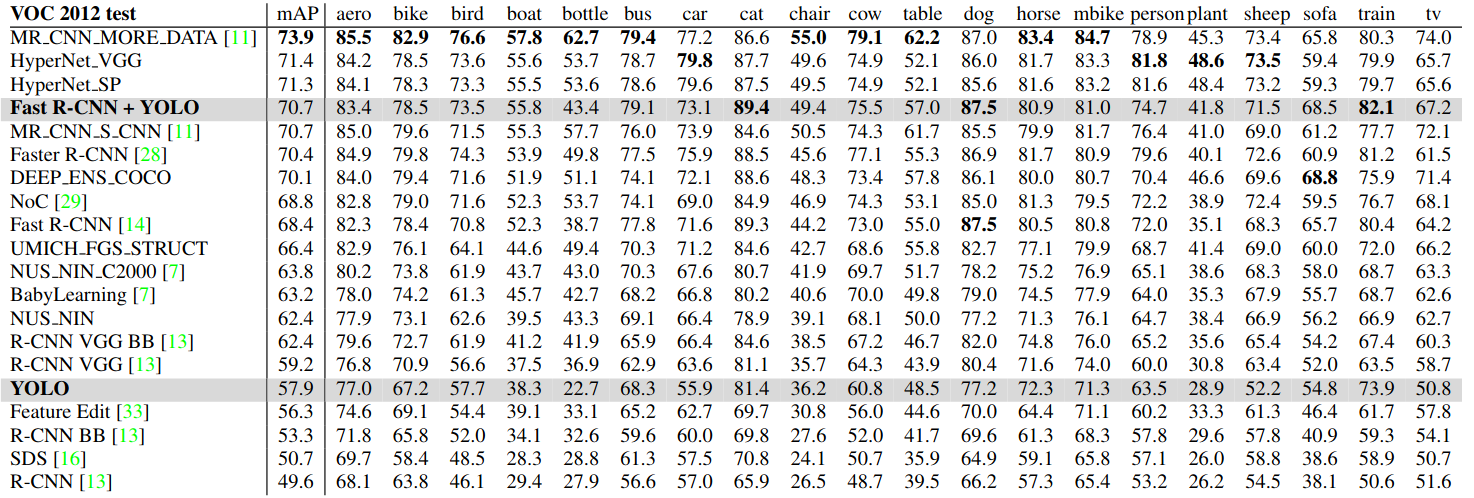 VOC 2012 test mAP aero bike bird boat bottle bus car cat chair cow table dog horse mbike person plant sheep sofa train tv
MR_CNN_MORE_DATA [11] 73.9 85.5 82.9 76.6 57.8 62.7 79.4 77.2 86.6 55.0 79.1 62.2 87.0 83.4 84.7 78.9 45.3 73.4 65.8 80.3 74.0
HyperNet_VGG 71.4 84.2 78.5 73.6 55.6 53.7 78.7 79.8 87.7 49.6 74.9 52.1 86.0 81.7 83.3 81.8 48.6 73.5 59.4 79.9 65.7
HyperNet_SP 71.3 84.1 78.3 73.3 55.5 53.6 78.6 79.6 87.5 49.5 74.9 52.1 85.6 81.6 83.2 81.6 48.4 73.2 59.3 79.7 65.6
Fast R-CNN + YOLO 70.7 83.4 78.5 73.5 55.8 43.4 79.1 73.1 89.4 49.4 75.5 57.0 87.5 80.9 81.0 74.7 41.8 71.5 68.5 82.1 67.2
MR_CNN_S_CNN [11] 70.7 85.0 79.6 71.5 55.3 57.7 76.0 73.9 84.6 50.5 74.3 61.7 85.5 79.9 81.7 76.4 41.0 69.0 61.2 77.7 72.1
Faster R-CNN [28] 70.4 84.9 79.8 74.3 53.9 49.8 77.5 75.9 88.5 45.6 77.1 55.3 86.9 81.7 80.9 79.6 40.1 72.6 60.9 81.2 61.5
DEEP_ENS_COCO 70.1 84.0 79.4 71.6 51.9 51.1 74.1 72.1 88.6 48.3 73.4 57.8 86.1 80.0 80.7 70.4 46.6 69.6 68.8 75.9 71.4
NoC [29] 68.8 82.8 79.0 71.6 52.3 53.7 74.1 69.0 84.9 46.9 74.3 53.1 85.0 81.3 79.5 72.2 38.9 72.4 59.5 76.7 68.1
Fast R-CNN [14] 68.4 82.3 78.4 70.8 52.3 38.7 77.8 71.6 89.3 44.2 73.0 55.0 87.5 80.5 80.8 72.0 35.1 68.3 65.7 80.4 64.2
UMICH_FGS_STRUCT 66.4 82.9 76.1 64.1 44.6 49.4 70.3 71.2 84.6 42.7 68.6 55.8 82.7 77.1 79.9 68.7 41.4 69.0 60.0 72.0 66.2
NUS_NIN_C2000 [7] 63.8 80.2 73.8 61.9 43.7 43.0 70.3 67.6 80.7 41.9 69.7 51.7 78.2 75.2 76.9 65.1 38.6 68.3 58.0 68.7 63.3
BabyLearning [7] 63.2 78.0 74.2 61.3 45.7 42.7 68.2 66.8 80.2 40.6 70.0 49.8 79.0 74.5 77.9 64.0 35.3 67.9 55.7 68.7 62.6
NUS_NIN 62.4 77.9 73.1 62.6 39.5 43.3 69.1 66.4 78.9 39.1 68.1 50.0 77.2 71.3 76.1 64.7 38.4 66.9 56.2 66.9 62.7
R-CNN VGG BB [13] 62.4 79.6 72.7 61.9 41.2 41.9 65.9 66.4 84.6 38.5 67.2 46.7 82.0 74.8 76.0 65.2 35.6 65.4 54.2 67.4 60.3
R-CNN VGG [13] 59.2 76.8 70.9 56.6 37.5 36.9 62.9 63.6 81.1 35.7 64.3 43.9 80.4 71.6 74.0 60.0 30.8 63.4 52.0 63.5 58.7
YOLO 57.9 77.0 67.2 57.7 38.3 22.7 68.3 55.9 81.4 36.2 60.8 48.5 77.2 72.3 71.3 63.5 28.9 52.2 54.8 73.9 50.8
Feature Edit [33] 56.3 74.6 69.1 54.4 39.1 33.1 65.2 62.7 69.7 30.8 56.0 44.6 70.0 64.4 71.1 60.2 33.3 61.3 46.4 61.7 57.8
R-CNN BB [13] 53.3 71.8 65.8 52.0 34.1 32.6 59.6 60.0 69.8 27.6 52.0 41.7 69.6 61.3 68.3 57.8 29.6 57.8 40.9 59.3 54.1
SDS [16] 50.7 69.7 58.4 48.5 28.3 28.8 61.3 57.5 70.8 24.1 50.7 35.9 64.9 59.1 65.8 57.1 26.0 58.8 38.6 58.9 50.7
R-CNN [13] 49.6 68.1 63.8 46.1 29.4 27.9 56.6 57.0 65.9 26.5 48.7 39.5 66.2 57.3 65.4 53.2 26.2 54.5 38.1 50.6 51.6